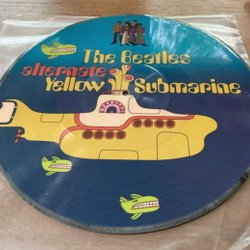 The Beatles
alternate
Yellow Submarine